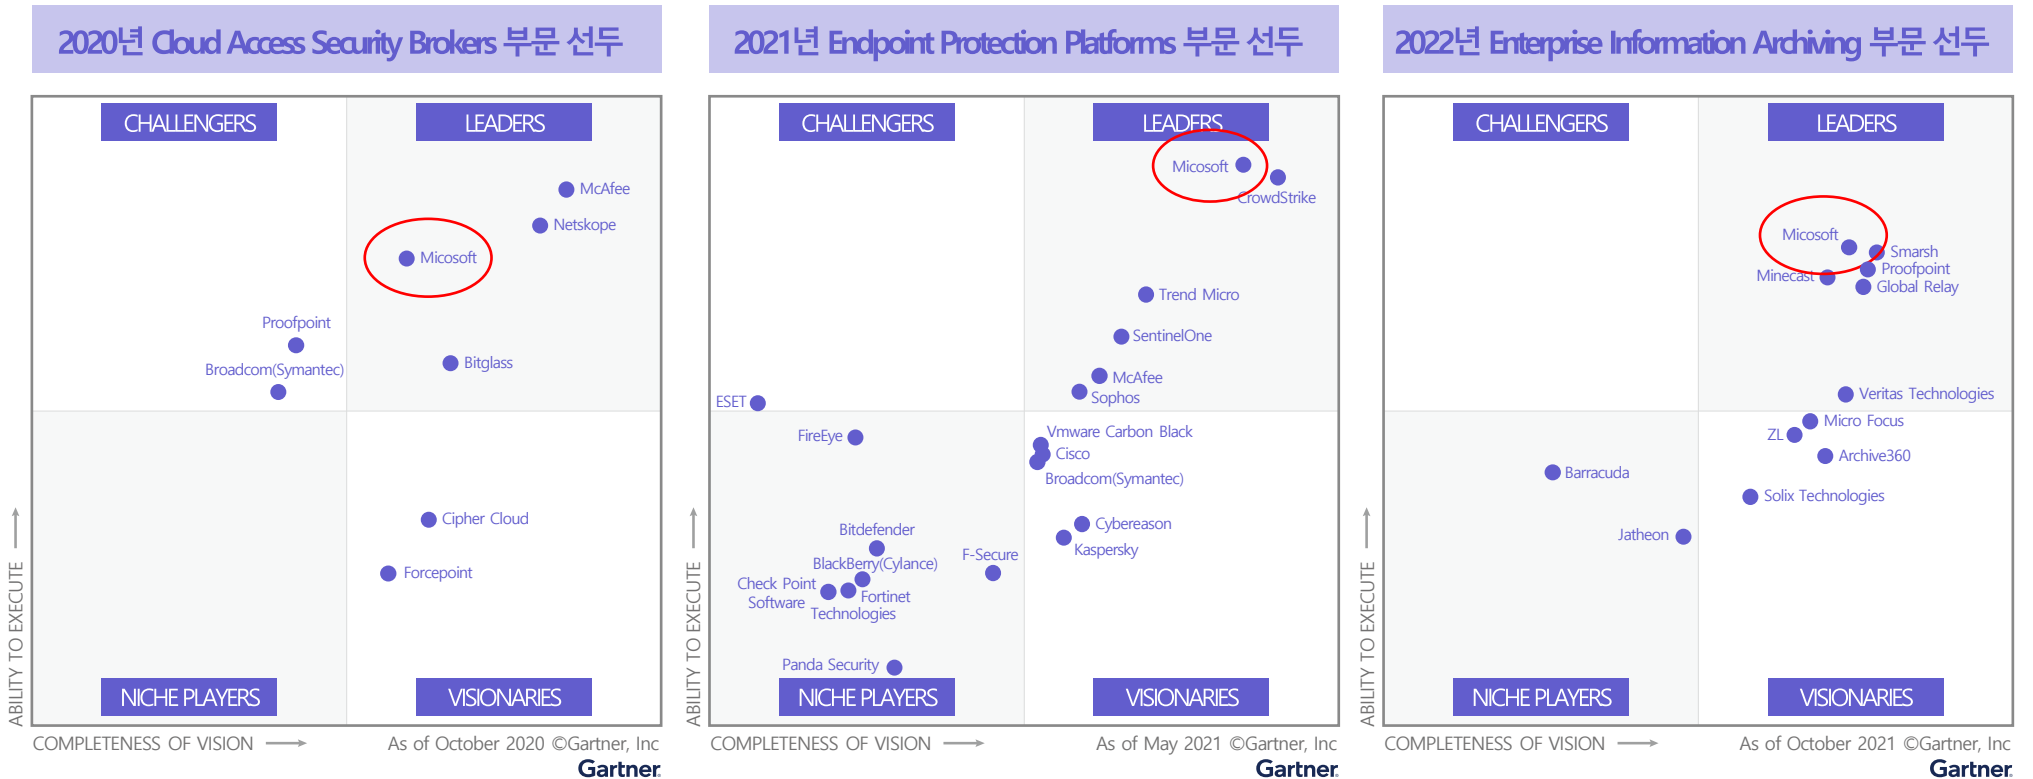 2020년 Cloud Access Security Brokers 부문 선두
CHALLENGERS
LEADERS
McAfee
Netskope
Micosoft
Proofpoint
Broadcom(Symantec)
Bitglass
Cipher Cloud
Forcepoint
NICHE PLAYERS
VISIONARIES
ABILITY TO EXECUTE
COMPLETENESS OF VISION
As of October 2020 ©Gartner, Inc
Gartner.
2021년 Endpoint Protection Platforms 부문 선두
CHALLENGERS
LEADERS
Micosoft
CrowdStrike
Trend Micro
SentinelOne
McAfee
Sophos
ESET
FireEye
Vmware Carbon Black
Cisco
Broadcom(Symantec)
Cybereason
Kaspersky
Bitdefender
F-Secure
BlackBerry(Cylance)
Check Point
Software
Fortinet
Technologies
Panda Security
NICHE PLAYERS
VISIONARIES
ABILITY TO EXECUTE
COMPLETENESS OF VISION
As of May 2021 ©Gartner, Inc
Gartner.
2022년 Enterprise Information Archiving 부문 선두
CHALLENGERS
LEADERS
Micosoft
Smarsh
Proofpoint
Minecast
Global Relay
Veritas Technologies
Micro Focus
ZL
Archive360
Barracuda
Solix Technologies
Jatheon
NICHE PLAYERS
VISIONARIES
ABILITY TO EXECUTE
COMPLETENESS OF VISION
As of October 2021 ©Gartner, Inc
Gartner.